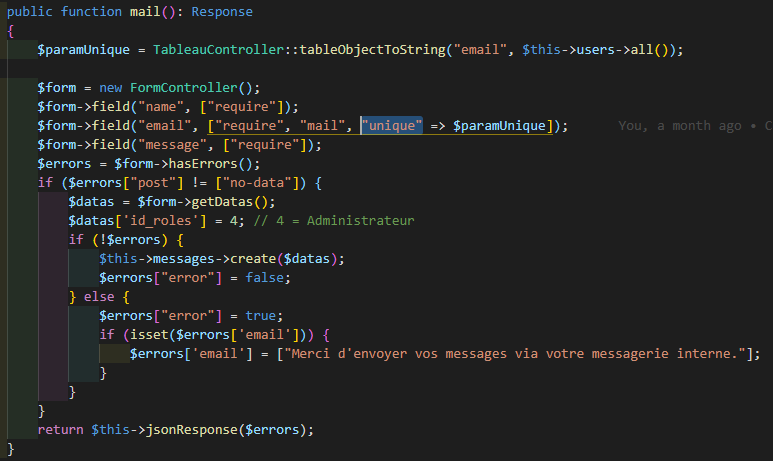 public function mail(): Response
{
    $paramUnique = TableauController::tableObjectToString("email", $this->users->all());

    $form = new FormController();
    $form->field("name", ["require"]);
    $form->field("email", ["require", "mail", "unique" => $paramUnique]);    You, a month ago • C
    $form->field("message", ["require"]);
    $errors = $form->hasErrors();
    if ($errors["post"] != ["no-data"]) {
        $datas = $form->getDatas();
        $datas['id_roles'] = 4; // 4 = Administrateur
        if (!$errors) {
            $this->messages->create($datas);
            $errors["error"] = false;
        } else {
            $errors["error"] = true;
            if (isset($errors['email'])) {
                $errors['email'] = ["Merci d'envoyer vos messages via votre messagerie interne."];
            }
        }
    }
    return $this->jsonResponse($errors);
}